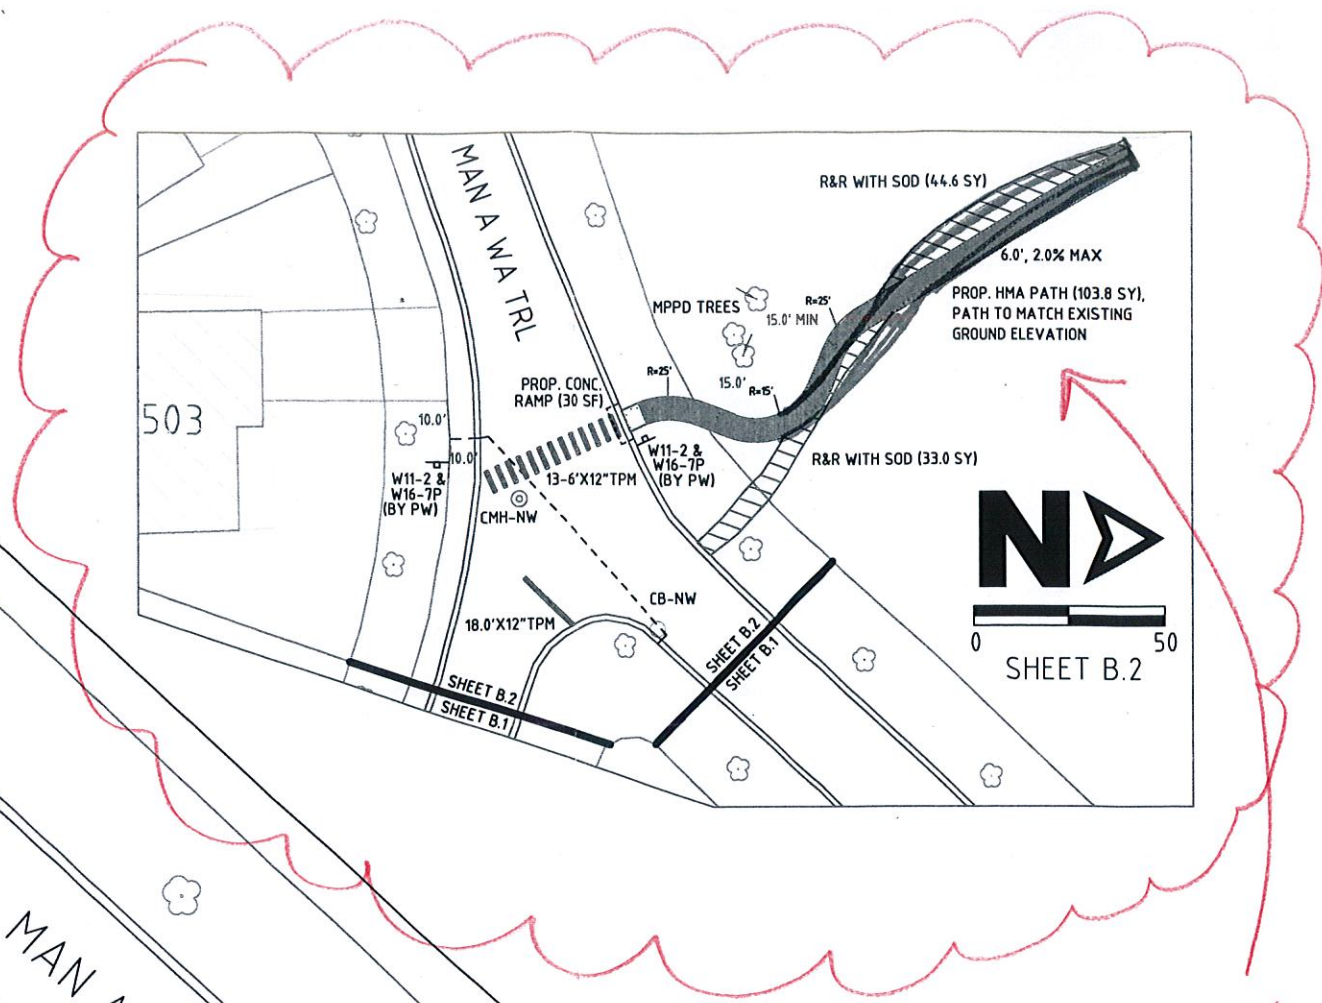 MAN A WA TRL
R&R WITH SOD (44.6 SY)
6.0', 2.0% MAX
PROP. HMA PATH (103.8 SY),
PATH TO MATCH EXISTING
GROUND ELEVATION
MPPD TREES
R=25'
15.0' MIN
15.0'
R=15'
R=25'
PROP. CONC.
RAMP (30 SF)
503
10.0'
10.0'
W11-2 &
W16-7P
(BY PW)
W11-2 &
W16-7P
(BY PW)
13-6'X12"TPM
CMH-NW
R&R WITH SOD (33.0 SY)
N
18.0'X12"TPM
CB-NW
SHEET B.2
SHEET B.1
SHEET B.2
SHEET B.1
0 50
SHEET B.2
MAN A